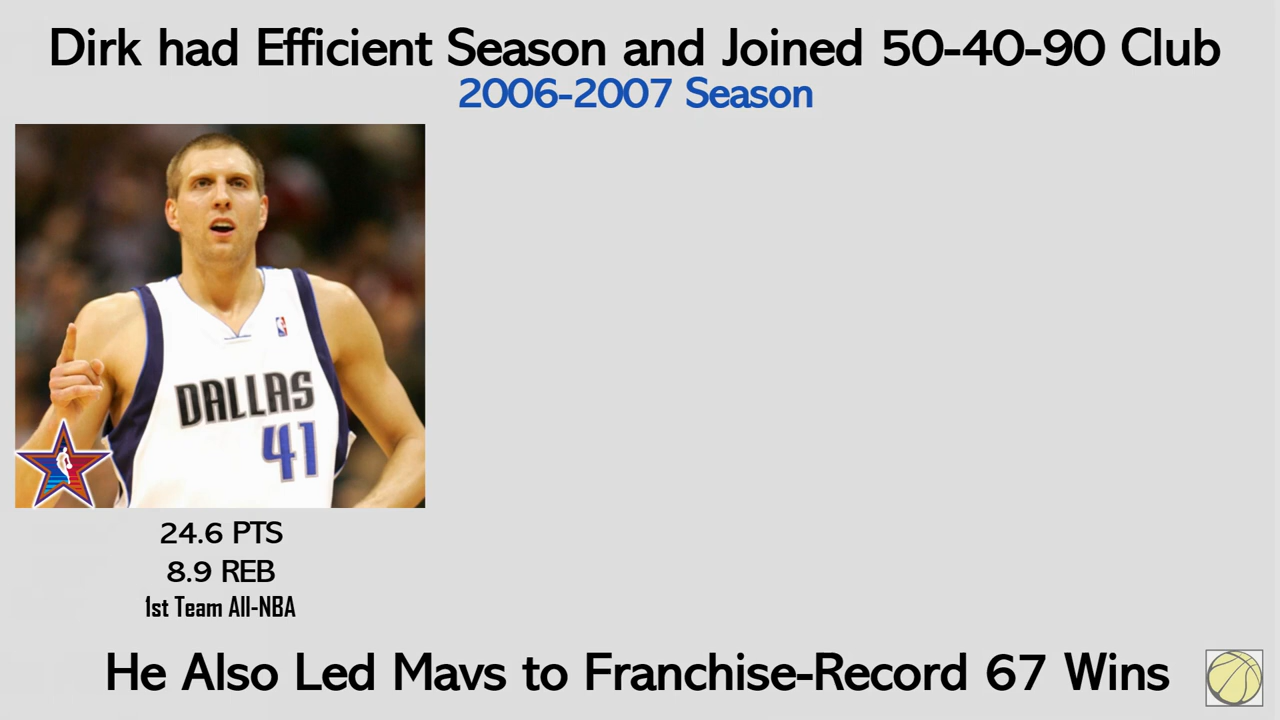 Dirk had Efficient Season and Joined 50-40-90 Club
2006-2007 Season
DALLAS
41
24.6 PTS
8.9 REB
1st Team All-NBA
He Also Led Mavs to Franchise-Record 67 Wins